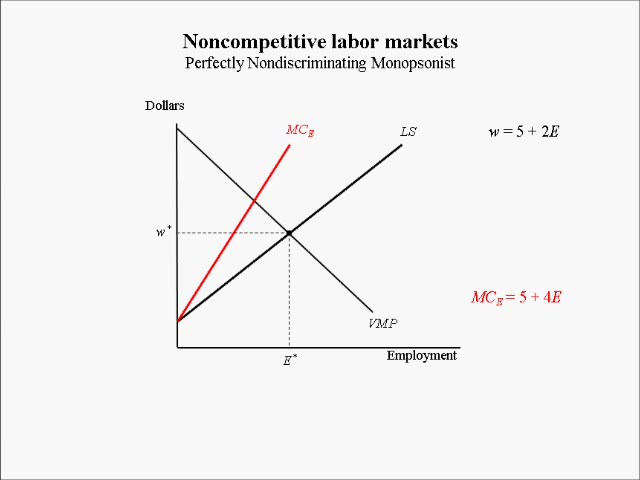 Noncompetitive labor markets
Perfectly Nondiscriminating Monopsonist
Dollars
MC_E
LS
w = 5 + 2E
w*
MC_E = 5 + 4E
VMP
E*
Employment